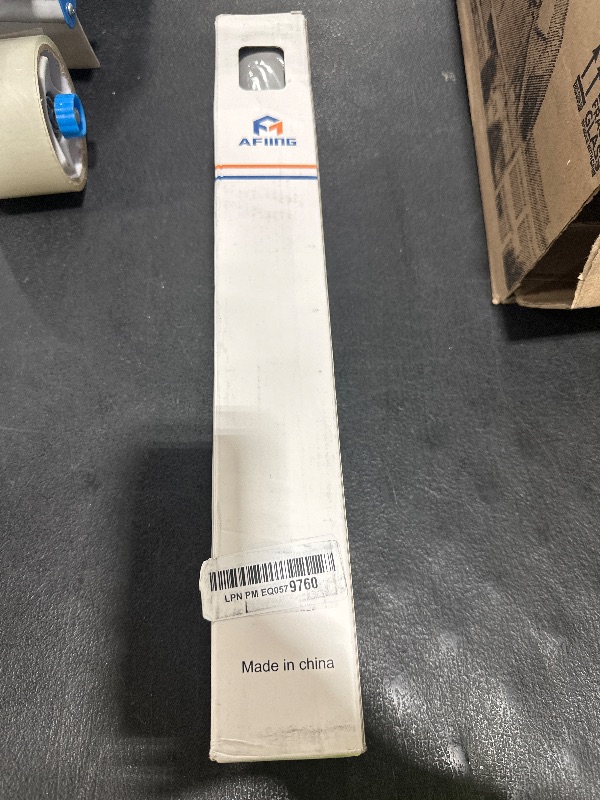 AFIING
LPN PM EQ0579760
Made in china